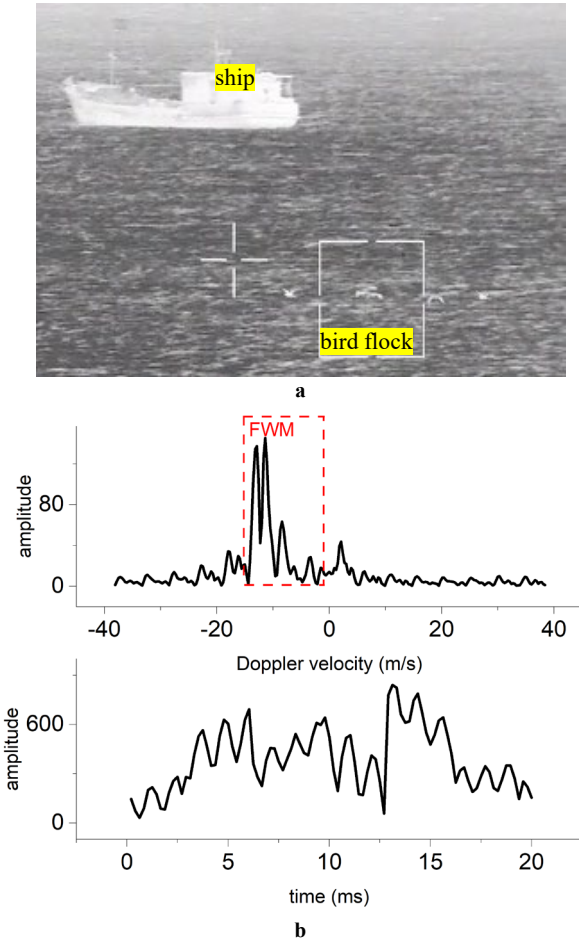 ship
bird flock
a
FWM
amplitude
80
0
-40 -20 0 20 40
Doppler velocity (m/s)
amplitude
600
0
0 5 10 15 20
time (ms)
b